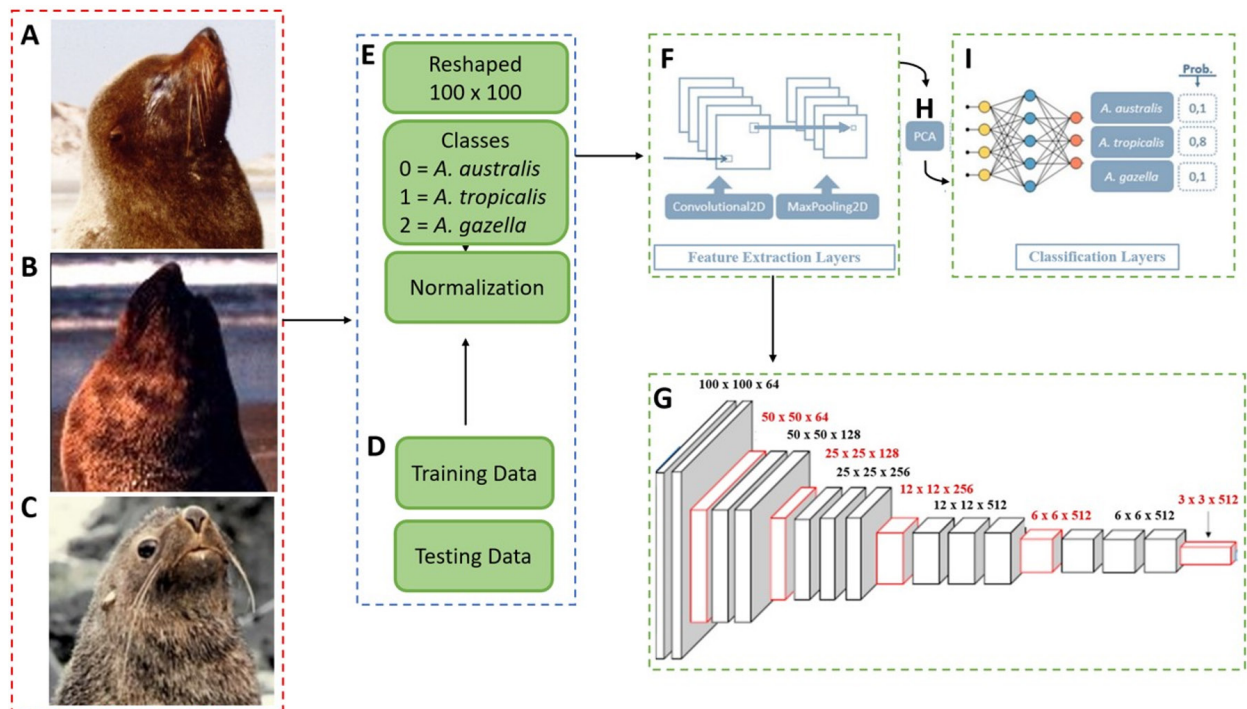 A
B
C
E
Reshaped
100 x 100
Classes
0 = A. australis
1 = A. tropicalis
2 = A. gazella
Normalization
D
Training Data
Testing Data
F
Convolutional2D
MaxPooling2D
Feature Extraction Layers
H
PCA
I
Prob.
A. australis
0,1
A. tropicalis
0,8
A. gazella
0,1
Classification Layers
G
100 x 100 x 64
50 x 50 x 64
50 x 50 x 128
25 x 25 x 128
25 x 25 x 256
12 x 12 x 256
12 x 12 x 512
6 x 6 x 512
6 x 6 x 512
3 x 3 x 512